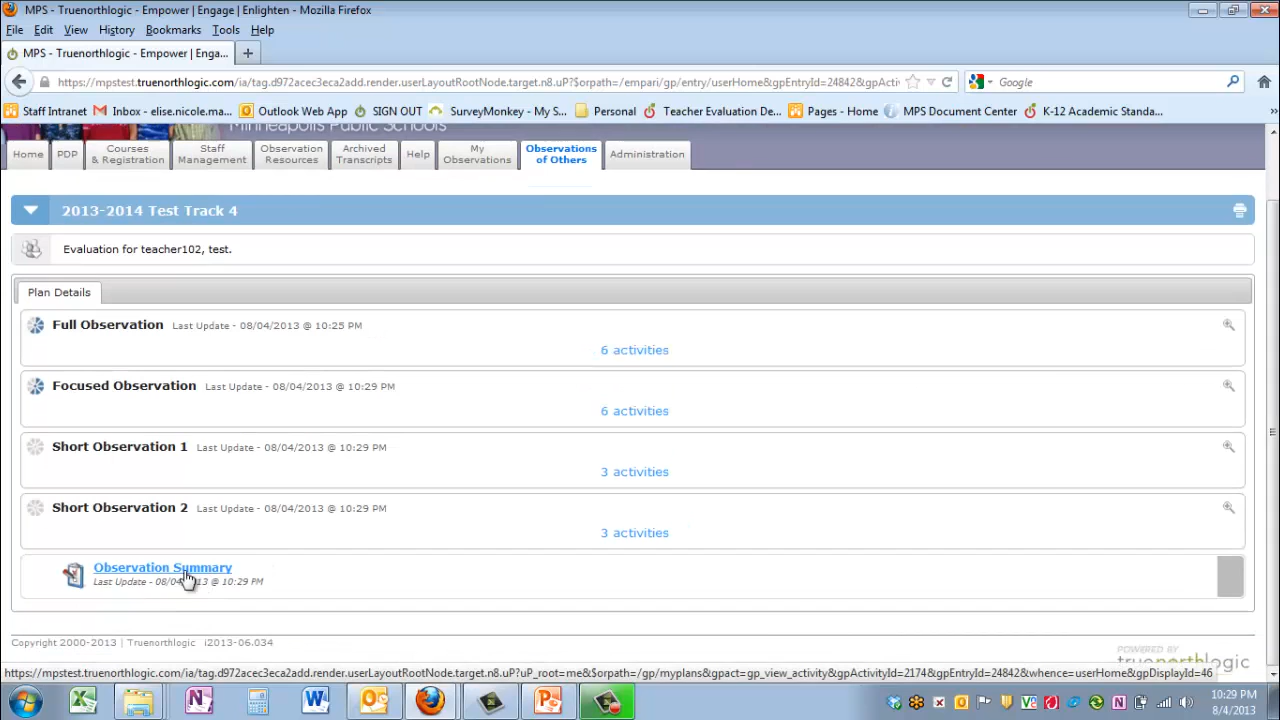 MPS - Truenorthlogic - Empower | Engage | Enlighten - Mozilla Firefox
File Edit View History Bookmarks Tools Help
MPS - Truenorthlogic - Empower | Enga... +
https://mpstest.truenorthlogic.com/ia/tag.d972acec3eca2add.render.userLayoutRootNode.target.n8.uP?$orpath=/empari/gp/entry/userHome&gpEntryId=24842&gpActiv Google
Staff Intranet Inbox - elise.nicole.ma... Outlook Web App SIGN OUT SurveyMonkey - My S... Personal Teacher Evaluation De... Pages - Home MPS Document Center K-12 Academic Standa...
Minneapolis Public Schools
Home PDP Courses & Registration Staff Management Observation Resources Archived Transcripts Help My Observations Observations of Others Administration
2013-2014 Test Track 4
Evaluation for teacher102, test.
Plan Details
Full Observation Last Update - 08/04/2013 @ 10:25 PM
6 activities
Focused Observation Last Update - 08/04/2013 @ 10:29 PM
6 activities
Short Observation 1 Last Update - 08/04/2013 @ 10:29 PM
3 activities
Short Observation 2 Last Update - 08/04/2013 @ 10:29 PM
3 activities
Observation Summary
Last Update - 08/04/2013 @ 10:29 PM
Copyright 2000-2013 | Truenorthlogic i2013-06.034
POWERED BY
truenorthlogic
https://mpstest.truenorthlogic.com/ia/tag.d972acec3eca2add.render.userLayoutRootNode.target.n8.uP?uP_root=me&$orpath=/gp/myplans&gpact=gp_view_activity&gpActivityId=2174&gpEntryId=24842&whence=userHome&gpDisplayId=46
10:29 PM
8/4/2013